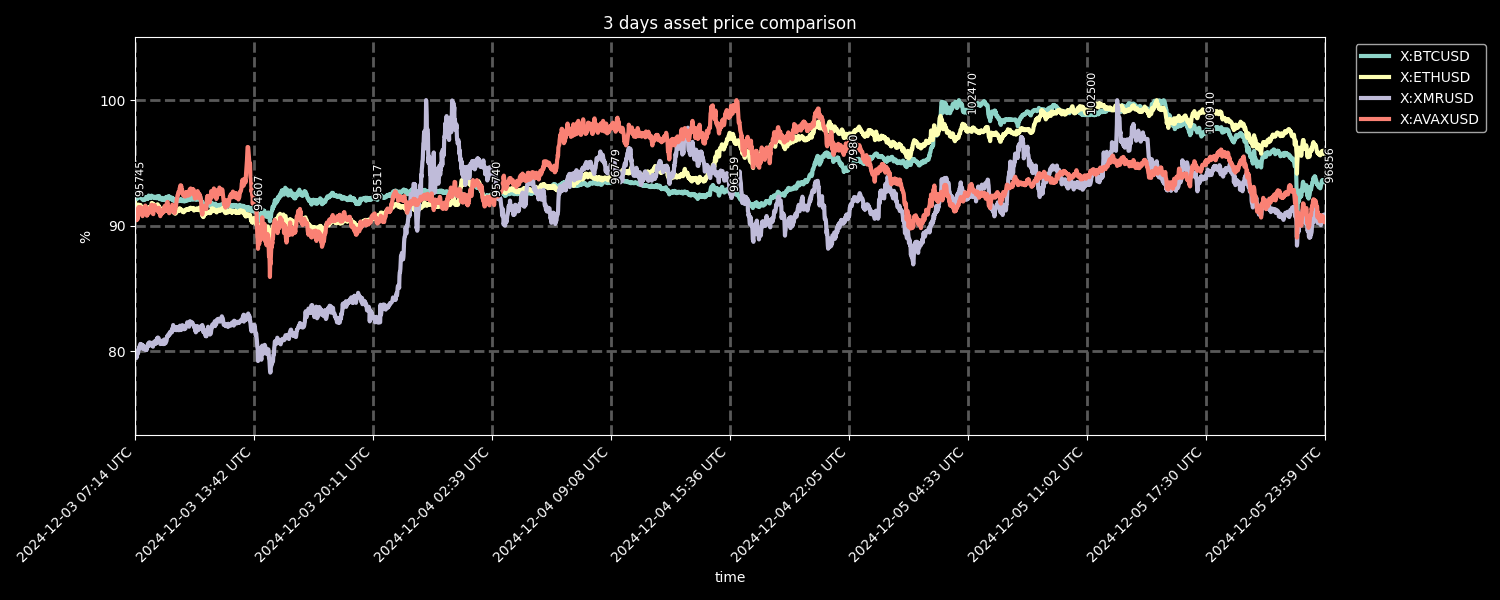 3 days asset price comparison
X:BTCUSD
X:ETHUSD
X:XMRUSD
X:AVAXUSD
100
90
80
%
95745
94607
95517
95740
96779
96159
97980
102470
102500
100910
96856
2024-12-03 07:14 UTC
2024-12-03 13:42 UTC
2024-12-03 20:11 UTC
2024-12-04 02:39 UTC
2024-12-04 09:08 UTC
2024-12-04 15:36 UTC
2024-12-04 22:05 UTC
2024-12-05 04:33 UTC
2024-12-05 11:02 UTC
2024-12-05 17:30 UTC
2024-12-05 23:59 UTC
time